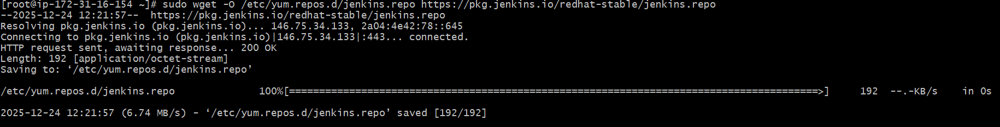 [root@ip-172-31-16-154 ~]# sudo wget -O /etc/yum.repos.d/jenkins.repo https://pkg.jenkins.io/redhat-stable/jenkins.repo
--2025-12-24 12:21:57--  https://pkg.jenkins.io/redhat-stable/jenkins.repo
Resolving pkg.jenkins.io (pkg.jenkins.io)... 146.75.34.133, 2a04:4e42:78::645
Connecting to pkg.jenkins.io (pkg.jenkins.io)|146.75.34.133|:443... connected.
HTTP request sent, awaiting response... 200 OK
Length: 192 [application/octet-stream]
Saving to: ‘/etc/yum.repos.d/jenkins.repo’
/etc/yum.repos.d/jenkins.repo 100%[========================================================================================>] 192 --.-KB/s in 0s
2025-12-24 12:21:57 (6.74 MB/s) - ‘/etc/yum.repos.d/jenkins.repo’ saved [192/192]